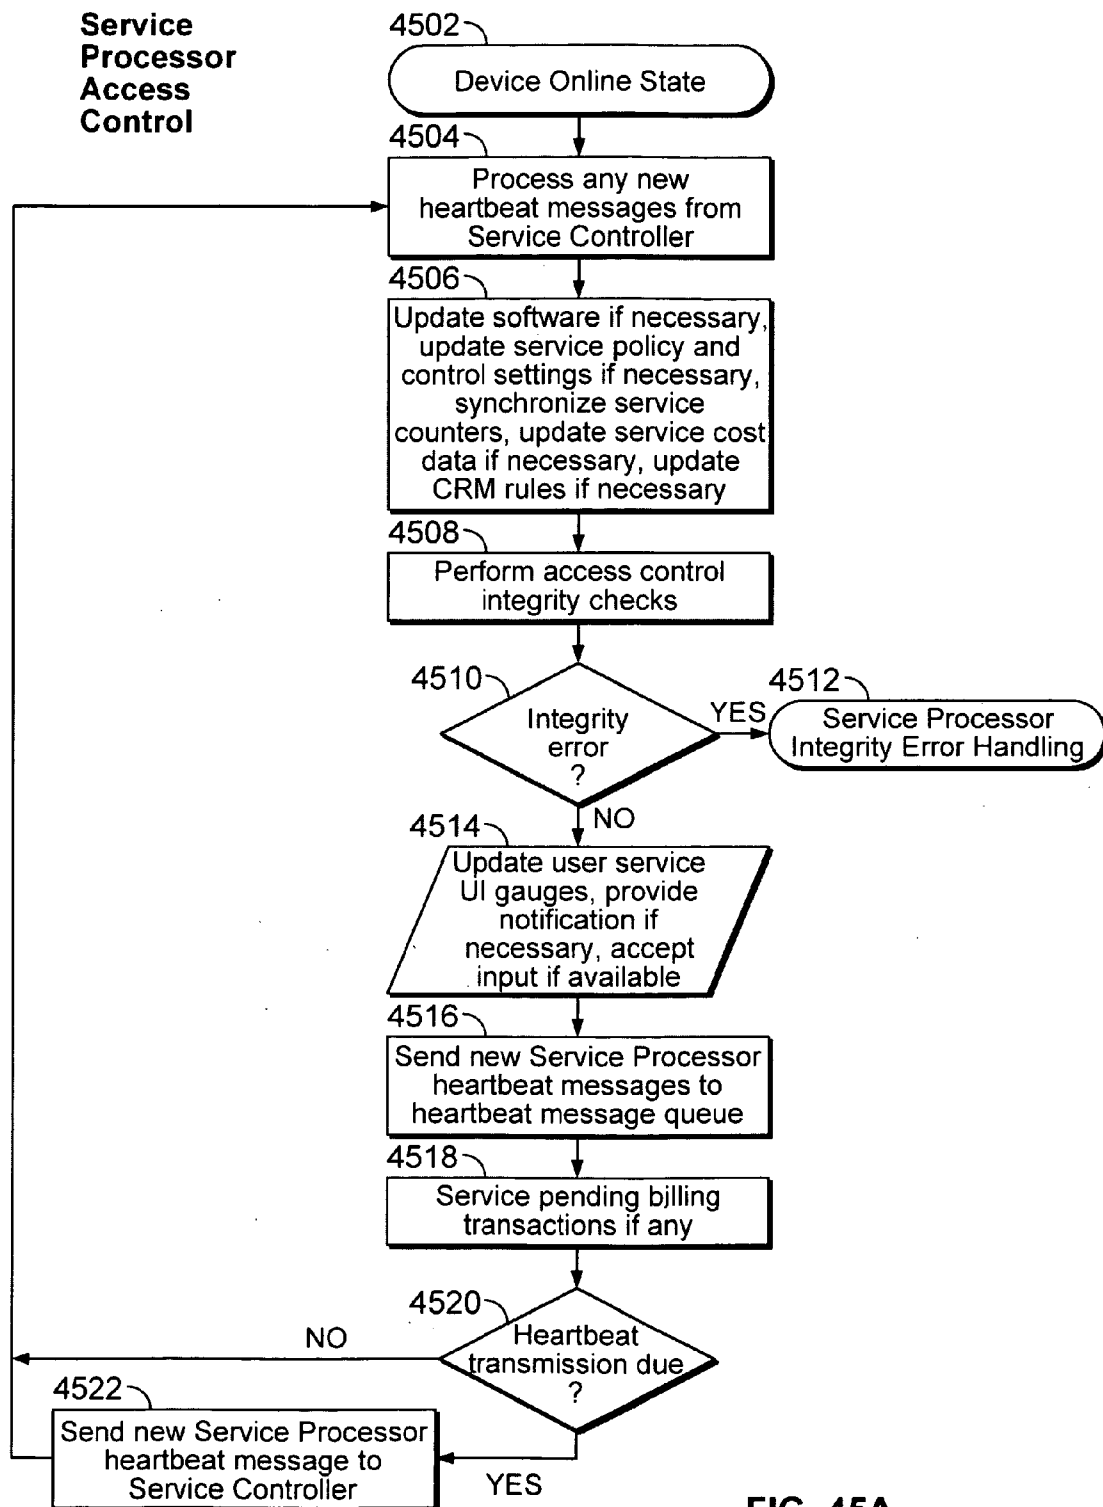 Service
Processor
Access
Control
4502
Device Online State
4504
Process any new
heartbeat messages from
Service Controller
4506
Update software if necessary,
update service policy and
control settings if necessary,
synchronize service
counters, update service cost
data if necessary, update
CRM rules if necessary
4508
Perform access control
integrity checks
4510
Integrity
error
?
YES
4512
Service Processor
Integrity Error Handling
NO
4514
Update user service
UI gauges, provide
notification if
necessary, accept
input if available
4516
Send new Service Processor
heartbeat messages to
heartbeat message queue
4518
Service pending billing
transactions if any
4520
Heartbeat
transmission due
?
NO
4522
Send new Service Processor
heartbeat message to
Service Controller
YES
FIG. 45A